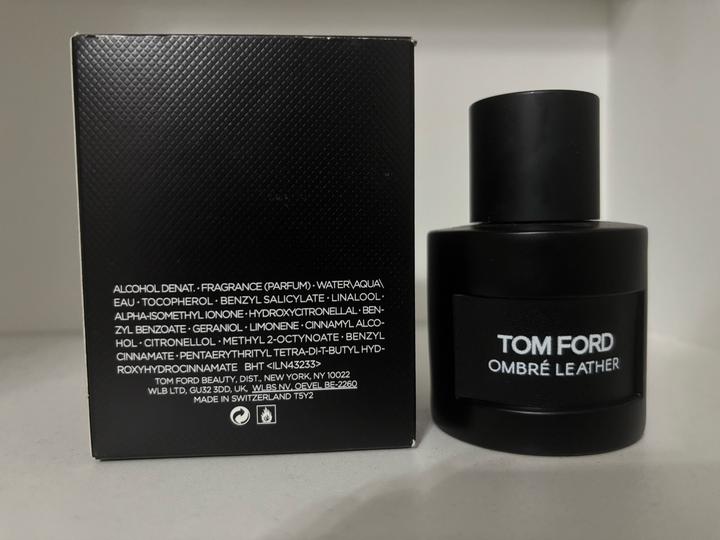 ALCOHOL DENAT. · FRAGRANCE (PARFUM) · WATER\AQUA\
EAU · TOCOPHEROL · BENZYL SALICYLATE · LINALOOL ·
ALPHA-ISOMETHYL IONONE · HYDROXYCITRONELLAL · BEN-
ZYL BENZOATE · GERANIOL · LIMONENE · CINNAMYL ALCO-
HOL · CITRONELLOL · METHYL 2-OCTYNOATE · BENZYL
CINNAMATE · PENTAERYTHRITYL TETRA-DI-T-BUTYL HYD-
ROXYHYDROCINNAMATE BHT <ILN43233>
TOM FORD BEAUTY, DIST., NEW YORK, NY 10022
WLB LTD, GU32 3DD, UK, WLBS NV, OEVEL BE-2260
MADE IN SWITZERLAND T5Y2
TOM FORD
OMBRÉ LEATHER